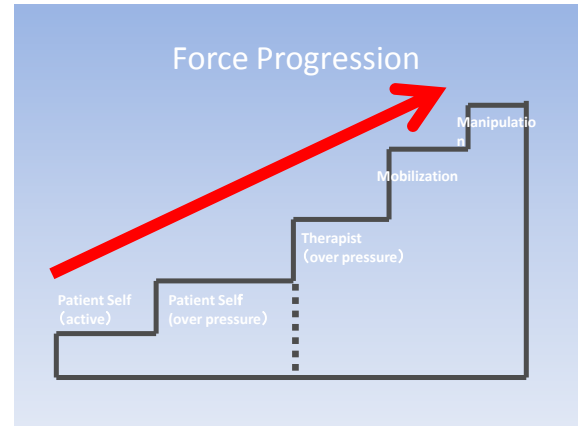 Force Progression
Manipulatio
n
Mobilization
Therapist
(over pressure）
Patient Self
（active）
Patient Self
(over pressure）